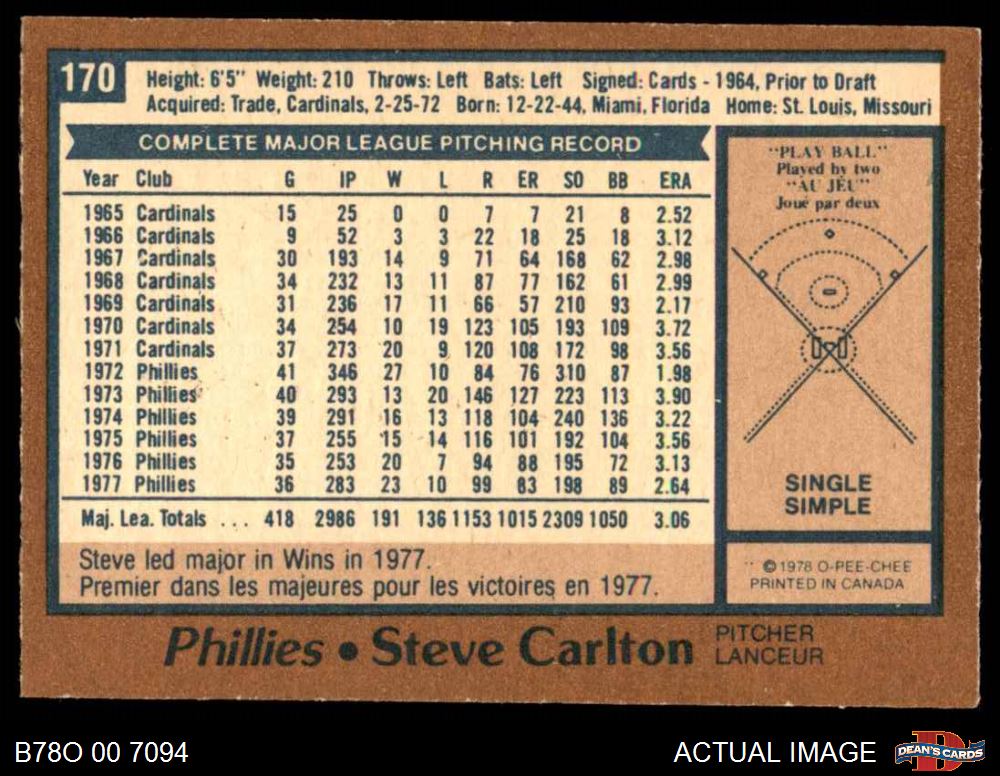 170
Height: 6'5" Weight: 210 Throws: Left Bats: Left Signed: Cards - 1964, Prior to Draft
Acquired: Trade, Cardinals, 2-25-72 Born: 12-22-44, Miami, Florida Home: St. Louis, Missouri
COMPLETE MAJOR LEAGUE PITCHING RECORD
Year Club G IP W L R ER SO BB ERA
1965 Cardinals 15 25 0 0 7 7 21 8 2.52
1966 Cardinals 9 52 3 3 22 18 25 18 3.12
1967 Cardinals 30 193 14 9 71 64 168 62 2.98
1968 Cardinals 34 232 13 11 87 77 162 61 2.99
1969 Cardinals 31 236 17 11 66 57 210 93 2.17
1970 Cardinals 34 254 10 19 123 105 193 109 3.72
1971 Cardinals 37 273 20 9 120 108 172 98 3.56
1972 Phillies 41 346 27 10 84 76 310 87 1.98
1973 Phillies 40 293 13 20 146 127 223 113 3.90
1974 Phillies 39 291 16 13 118 104 240 136 3.22
1975 Phillies 37 255 15 14 116 101 192 104 3.56
1976 Phillies 35 253 20 7 94 88 195 72 3.13
1977 Phillies 36 283 23 10 99 83 198 89 2.64
Maj. Lea. Totals ... 418 2986 191 136 1153 1015 2309 1050 3.06
Steve led major in Wins in 1977.
Premier dans les majeures pour les victoires en 1977.
"PLAY BALL"
Played by two
"AU JEU"
Joué par deux
SINGLE
SIMPLE
©1978 O-PEE-CHEE
PRINTED IN CANADA
Phillies • Steve Carlton
PITCHER
LANCEUR
B78O 00 7094
ACTUAL IMAGE
DEAN'S CARDS